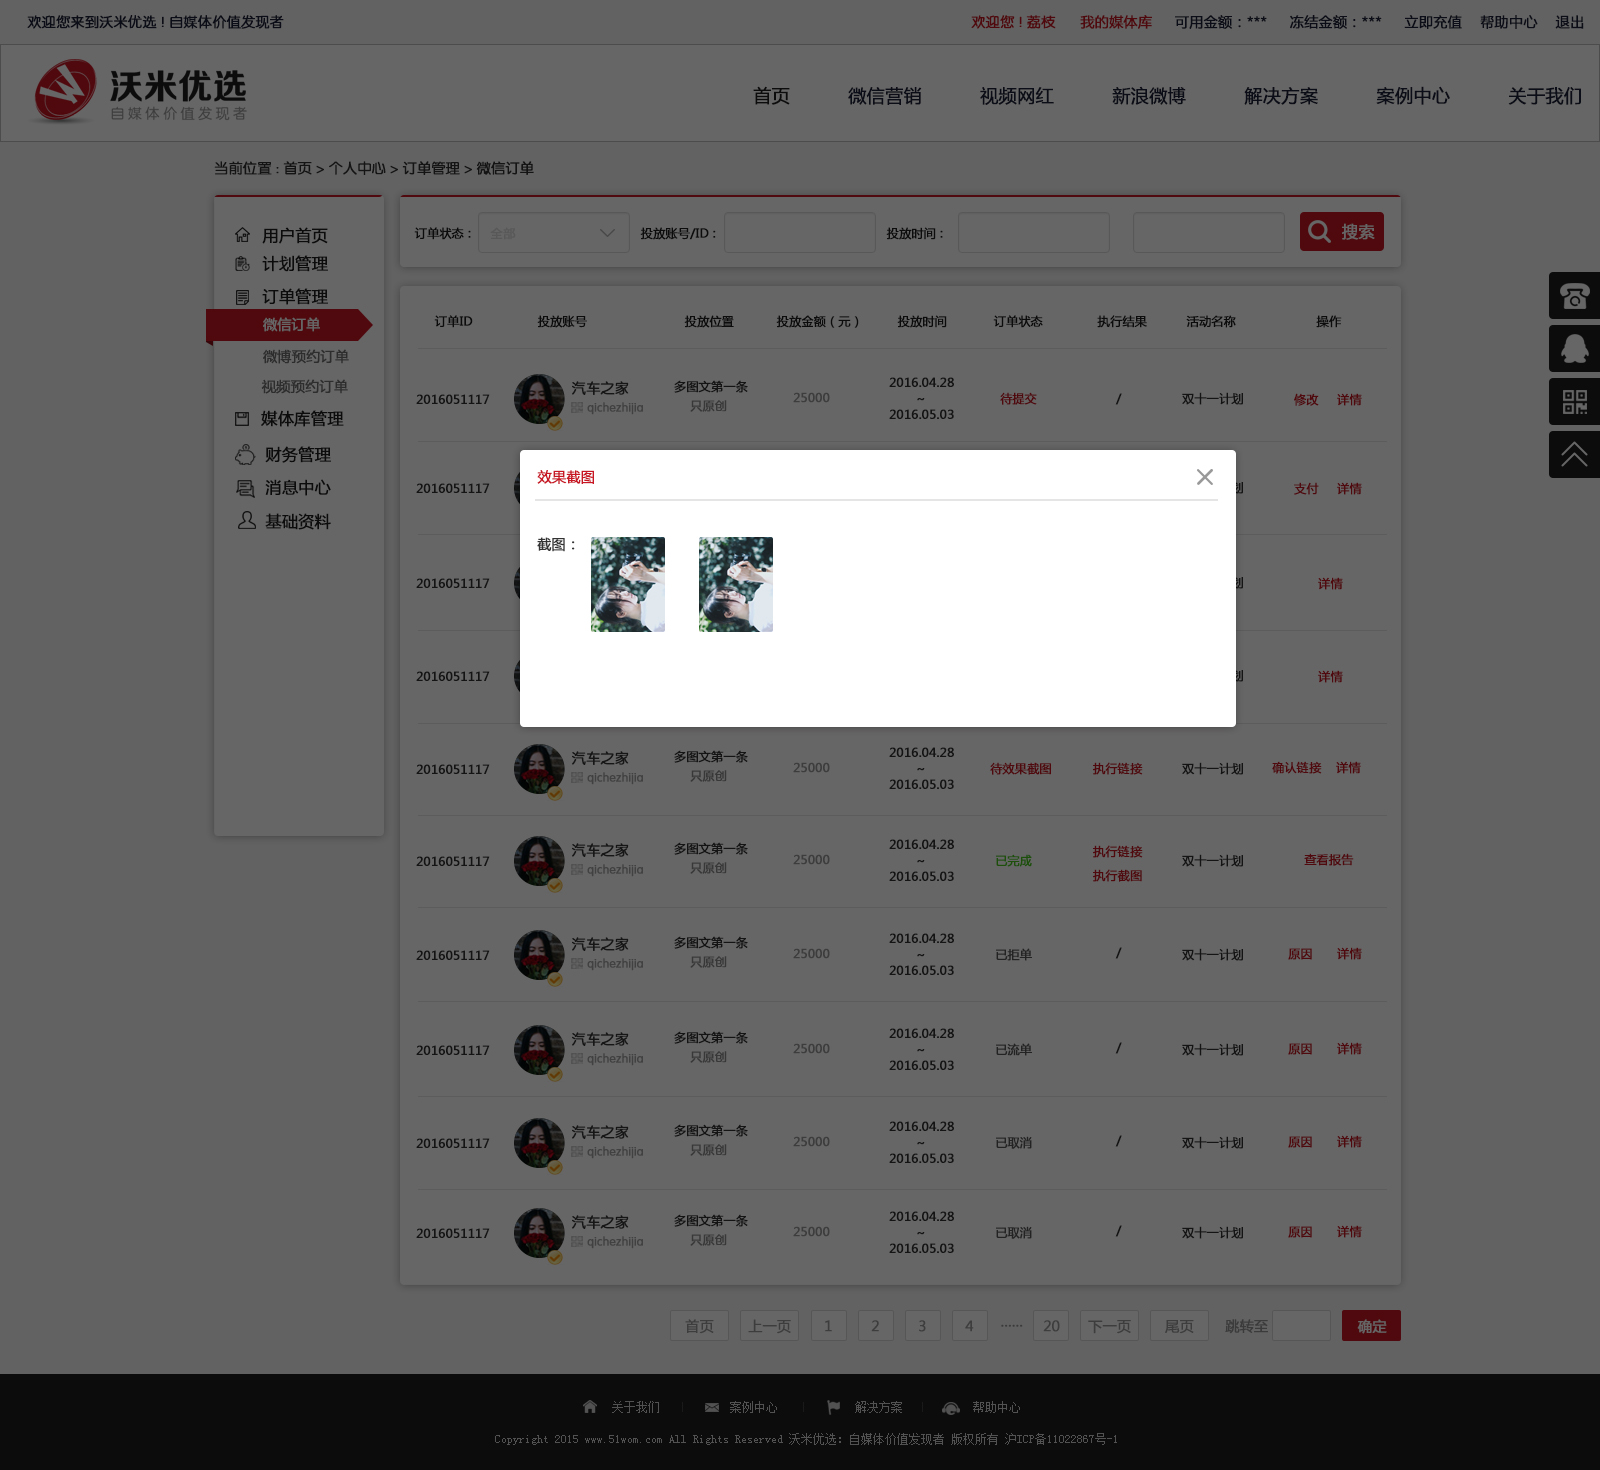 欢迎您来到沃米优选！自媒体价值发现者
欢迎您！荔枝 我的媒体库 可用金额：*** 冻结金额：*** 立即充值 帮助中心 退出
沃米优选
自媒体价值发现者
首页 微信营销 视频网红 新浪微博 解决方案 案例中心 关于我们
当前位置：首页 > 个人中心 > 订单管理 > 微信订单
用户首页
计划管理
订单管理
微信订单
微博预约订单
视频预约订单
媒体库管理
财务管理
消息中心
基础资料
订单状态： 全部 投放账号/ID： 投放时间： 搜索
订单ID 投放账号 投放位置 投放金额（元） 投放时间 订单状态 执行结果 活动名称 操作
2016051117 汽车之家 qichezhijia 多图文第一条 只原创 25000 2016.04.28 ~ 2016.05.03 待提交 / 双十一计划 修改 详情
2016051117 划 支付 详情
效果截图
截图：
2016051117 划 详情
2016051117 划 详情
2016051117 汽车之家 qichezhijia 多图文第一条 只原创 25000 2016.04.28 ~ 2016.05.03 待效果截图 执行链接 双十一计划 确认链接 详情
2016051117 汽车之家 qichezhijia 多图文第一条 只原创 25000 2016.04.28 ~ 2016.05.03 已完成 执行链接 执行截图 双十一计划 查看报告
2016051117 汽车之家 qichezhijia 多图文第一条 只原创 25000 2016.04.28 ~ 2016.05.03 已拒单 / 双十一计划 原因 详情
2016051117 汽车之家 qichezhijia 多图文第一条 只原创 25000 2016.04.28 ~ 2016.05.03 已流单 / 双十一计划 原因 详情
2016051117 汽车之家 qichezhijia 多图文第一条 只原创 25000 2016.04.28 ~ 2016.05.03 已取消 / 双十一计划 原因 详情
2016051117 汽车之家 qichezhijia 多图文第一条 只原创 25000 2016.04.28 ~ 2016.05.03 已取消 / 双十一计划 原因 详情
首页 上一页 1 2 3 4 ······ 20 下一页 尾页 跳转至 确定
关于我们 案例中心 解决方案 帮助中心
Copyright 2015 www.51wom.com All Rights Reserved 沃米优选：自媒体价值发现者 版权所有 沪ICP备11022867号-1